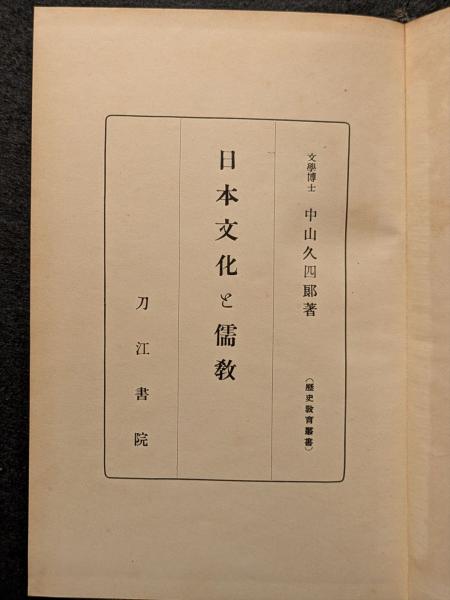 文學博士 中山久四郎著
(歷史敎育叢書)
日本文化と儒敎
刀江書院